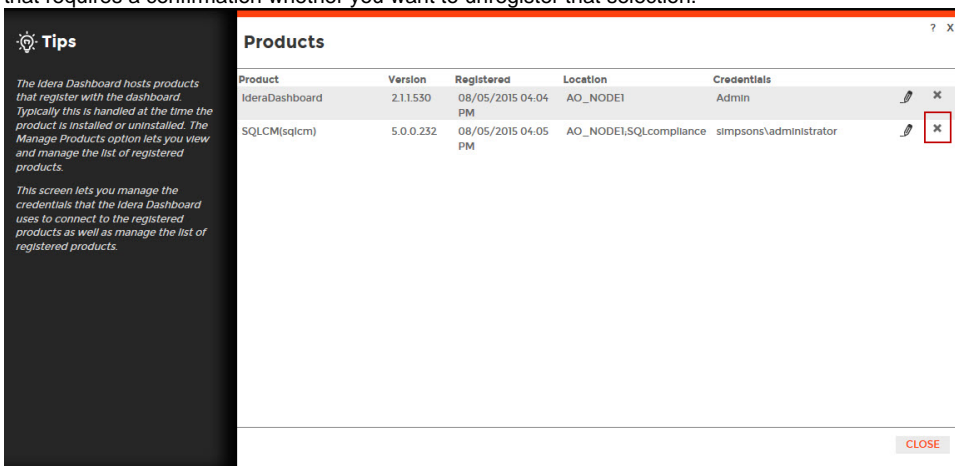 that requires a confirmation whether you want to unregister that selection.
? X
Tips
The Idera Dashboard hosts products
that register with the dashboard.
Typically this is handled at the time the
product is installed or uninstalled. The
Manage Products option lets you view
and manage the list of registered
products.
This screen lets you manage the
credentials that the Idera Dashboard
uses to connect to the registered
products as well as manage the list of
registered products.
Products
Product Version Registered Location Credentials
IderaDashboard 2.1.1.530 08/05/2015 04:04 AO_NODE1 Admin
PM
SQLCM(sqlcm) 5.0.0.232 08/05/2015 04:05 AO_NODE1;SQLcompliance simpsons\administrator
PM
CLOSE